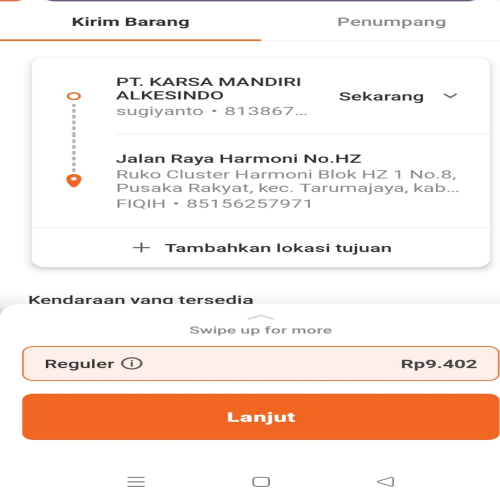 Kirim Barang
Penumpang
PT. KARSA MANDIRI
ALKESINDO
sugiyanto • 813867...
Sekarang
Jalan Raya Harmoni No.HZ
Ruko Cluster Harmoni Blok HZ 1 No.8,
Pusaka Rakyat, kec. Tarumajaya, kab...
FIQIH • 85156257971
+ Tambahkan lokasi tujuan
Kendaraan yang tersedia
Swipe up for more
Reguler
Rp9.402
Lanjut